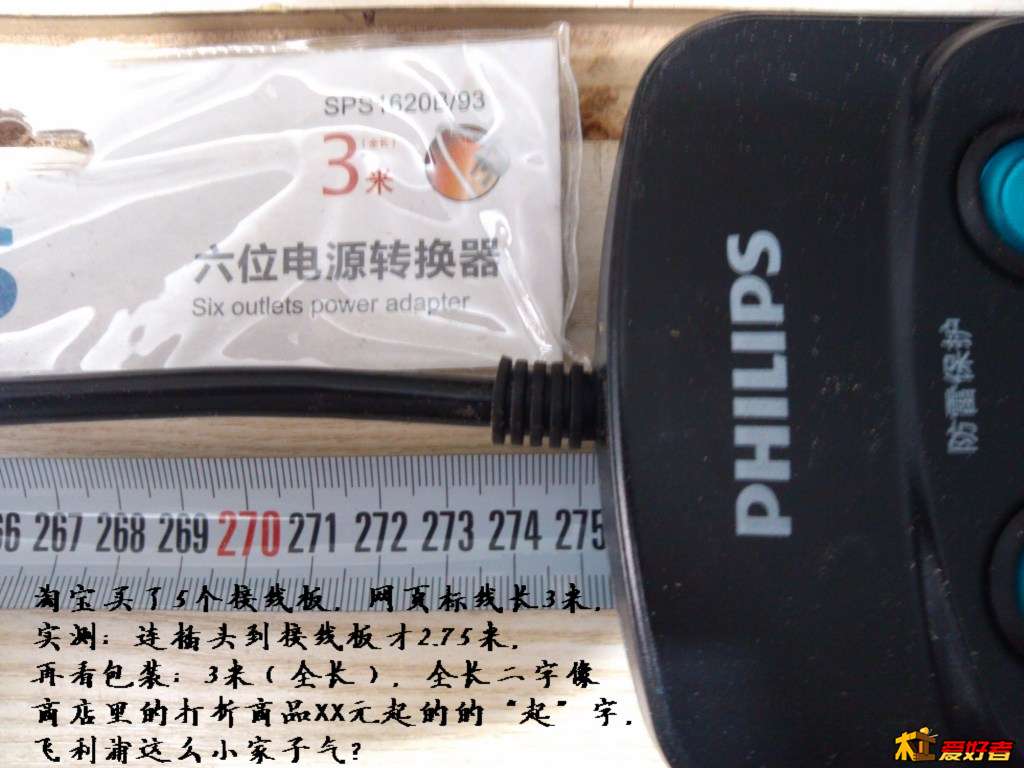 SPS1620B/93
3(全长)米
六位电源转换器
Six outlets power adapter
PHILIPS
防雷保护
267 268 269 270 271 272 273 274 275
淘宝买了5个接线板，网页标线长3米，
实测：连插头到接线板才2.75米，
再看包装：3米（全长），全长二字像
商店里的打折商品XX元起的的“起”字，
飞利浦这么小家子气？
爱好者